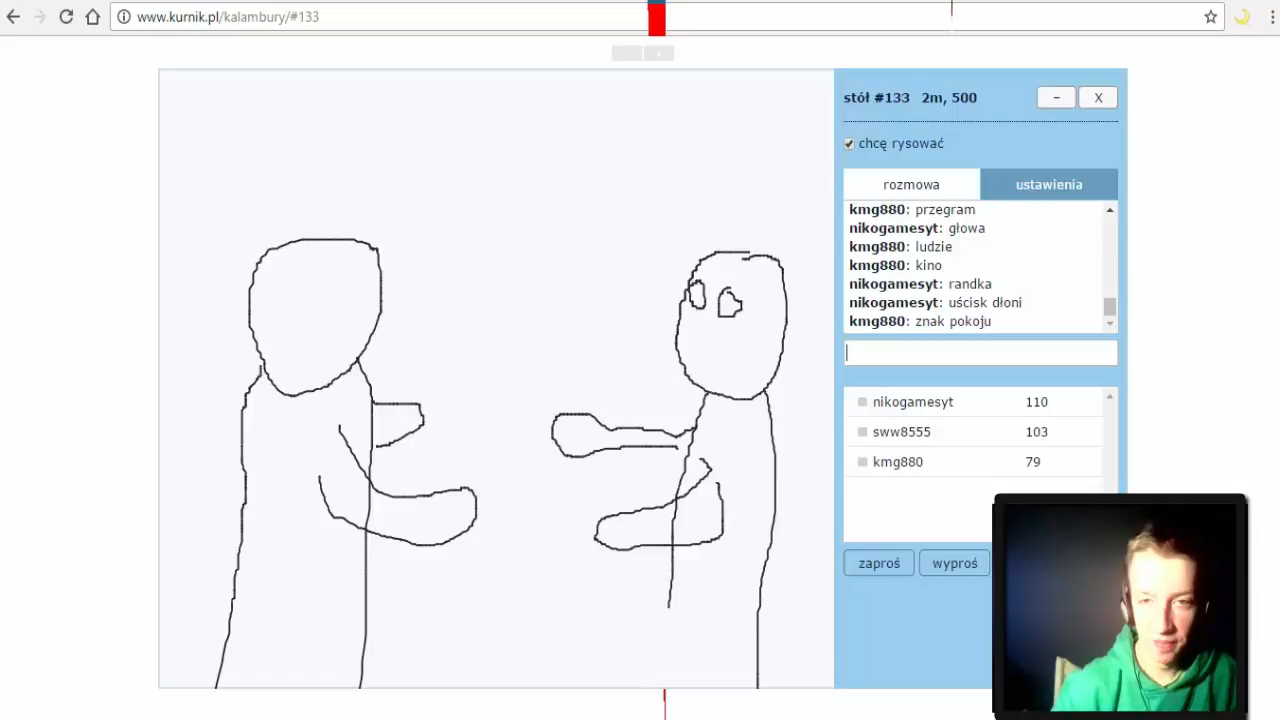 www.kurnik.pl/kalambury/#133
stół #133 2m, 500
– X
chcę rysować
rozmowa ustawienia
kmg880: przegram
nikogamesyt: głowa
kmg880: ludzie
kmg880: kino
nikogamesyt: randka
nikogamesyt: uścisk dłoni
kmg880: znak pokoju
nikogamesyt 110
sww8555 103
kmg880 79
zaproś wyproś